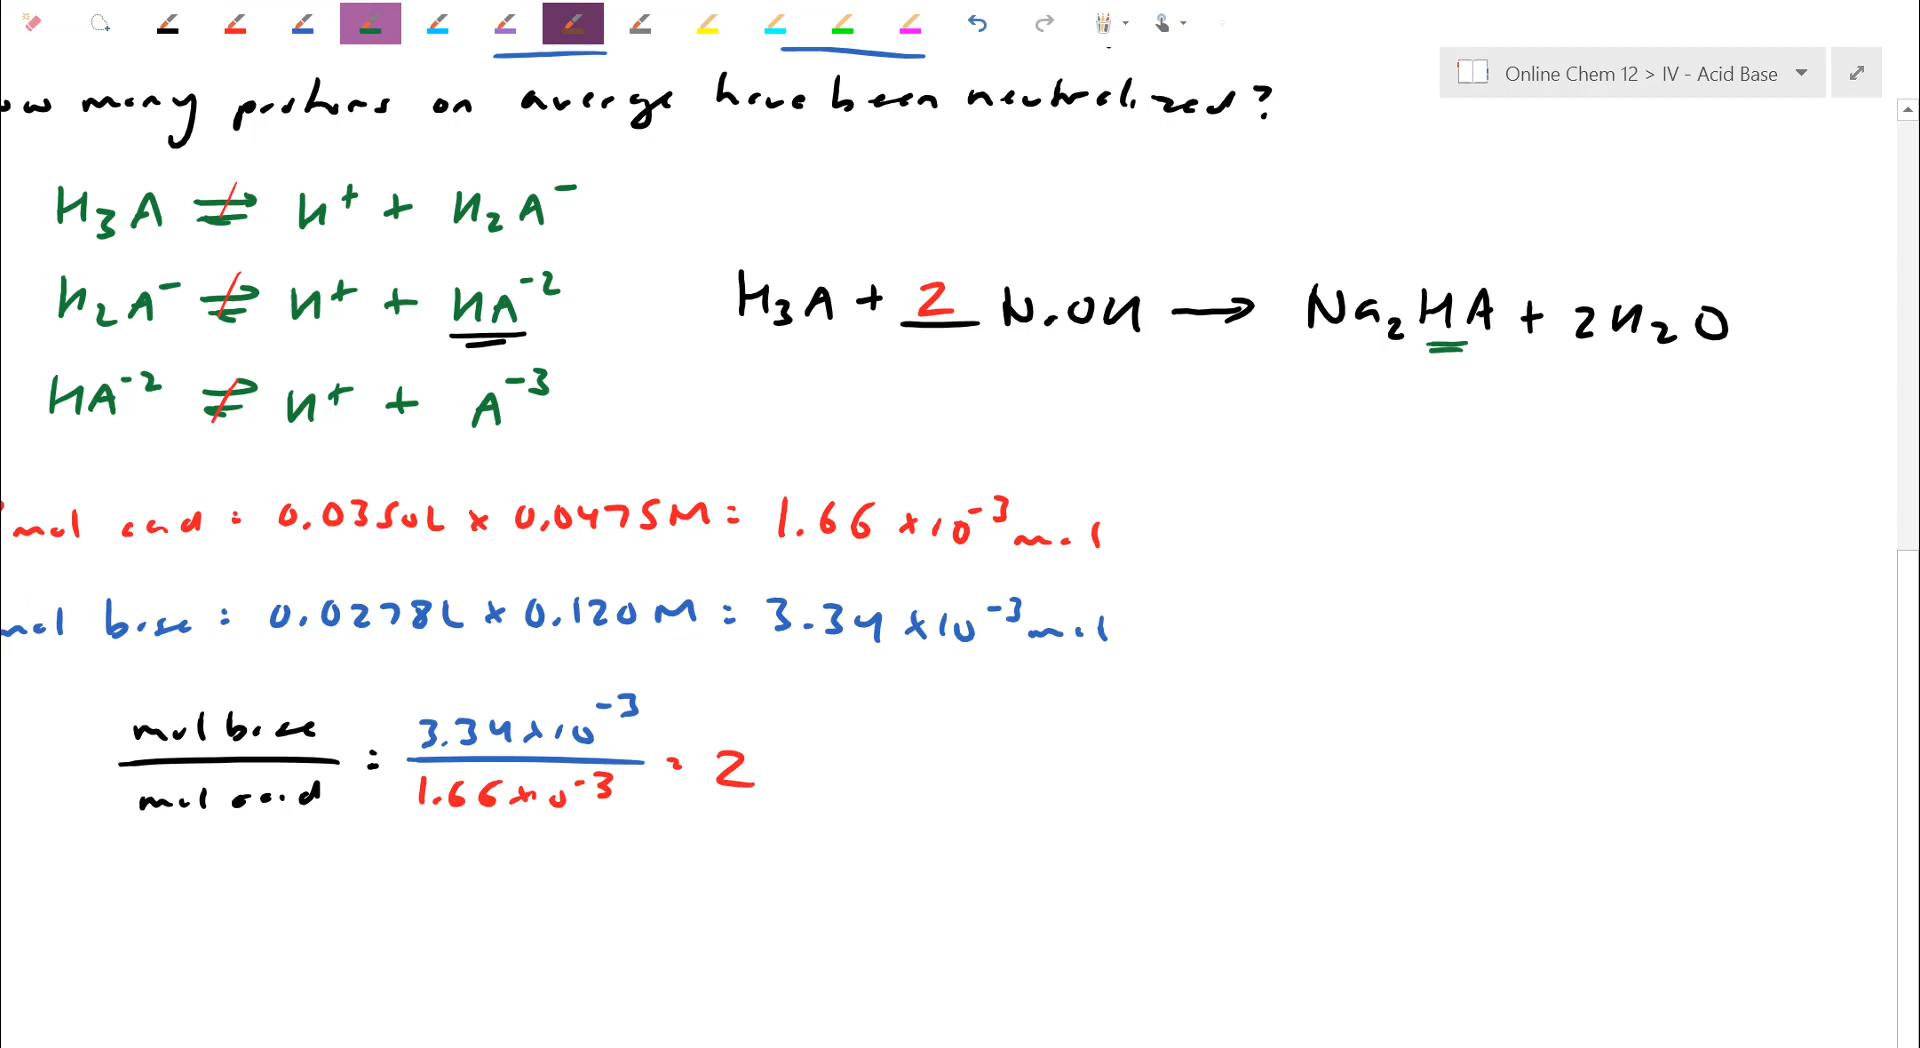 Online Chem 12 > IV - Acid Base
ow many protons on average have been neutralized?
H₃A ⇌ H⁺ + H₂A⁻
H₂A⁻ ⇌ H⁺ + HA⁻²
H₃A + 2 NaOH → Na₂HA + 2H₂O
HA⁻² ⇌ H⁺ + A⁻³
mol acid = 0.0350L × 0.0475M = 1.66 × 10⁻³ mol
mol base = 0.0278L × 0.120M = 3.34 × 10⁻³ mol
mol base / mol acid = 3.34 × 10⁻³ / 1.66 × 10⁻³ = 2